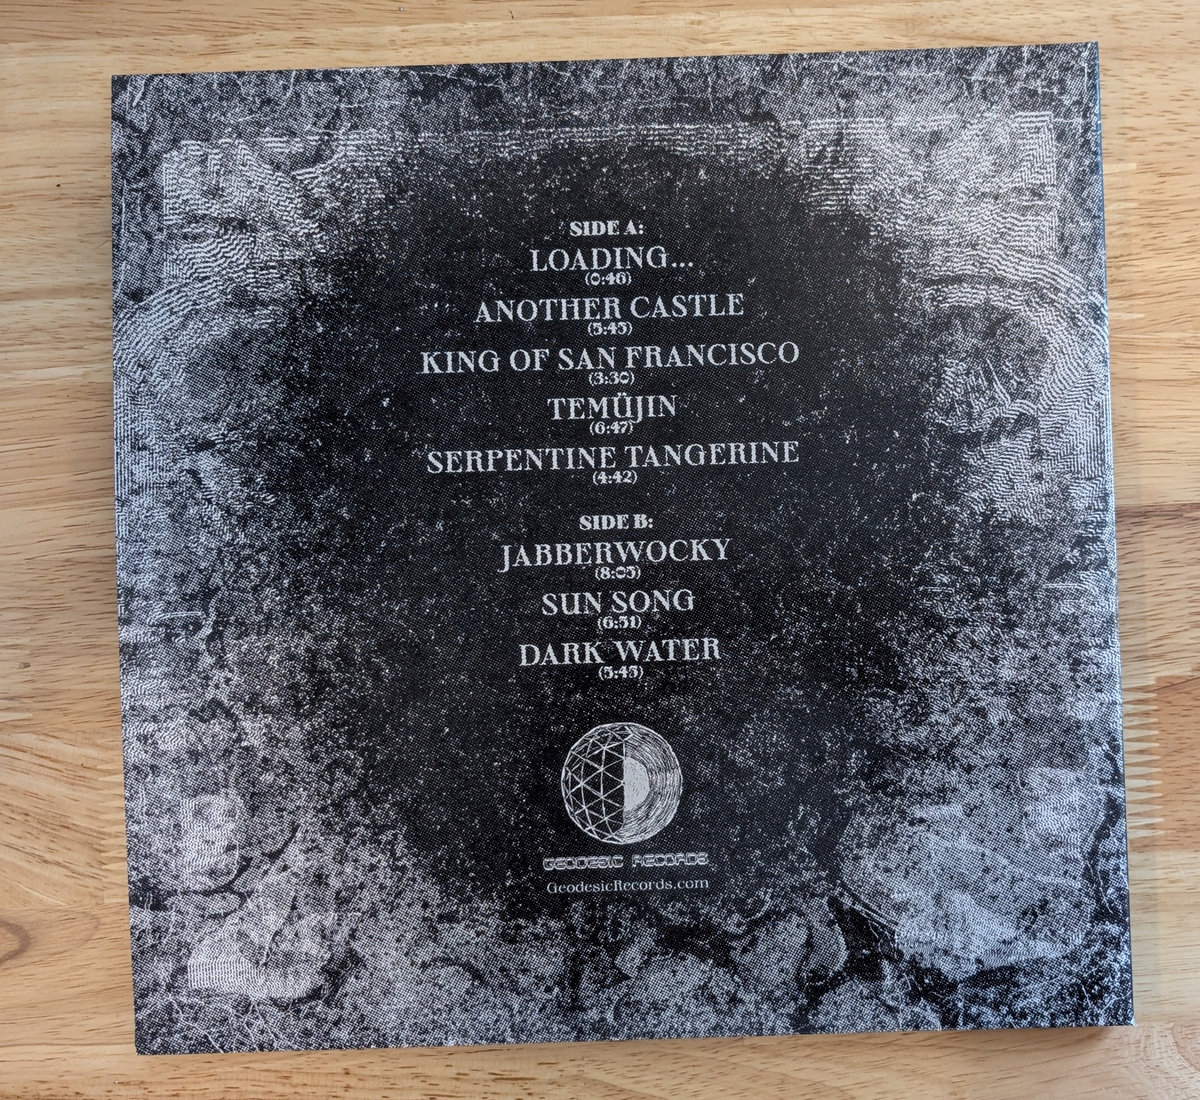 SIDE A:
LOADING...
(0:46)
ANOTHER CASTLE
(5:45)
KING OF SAN FRANCISCO
(3:30)
TEMÜJIN
(6:47)
SERPENTINE TANGERINE
(4:42)
SIDE B:
JABBERWOCKY
(8:05)
SUN SONG
(6:51)
DARK WATER
(5:45)
GEODESIC RECORDS
GeodesicRecords.com